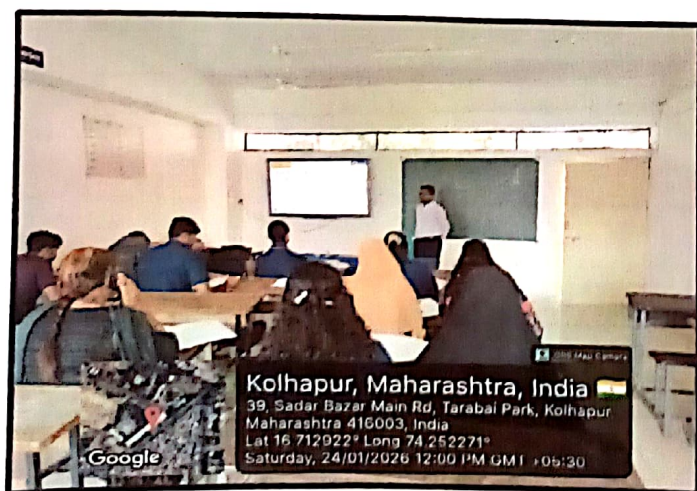 GPS Map Camera
Kolhapur, Maharashtra, India
39, Sadar Bazar Main Rd, Tarabai Park, Kolhapur
Maharashtra 416003, India
Lat 16.712922° Long 74.252271°
Saturday, 24/01/2026 12:00 PM GMT +05:30
Google